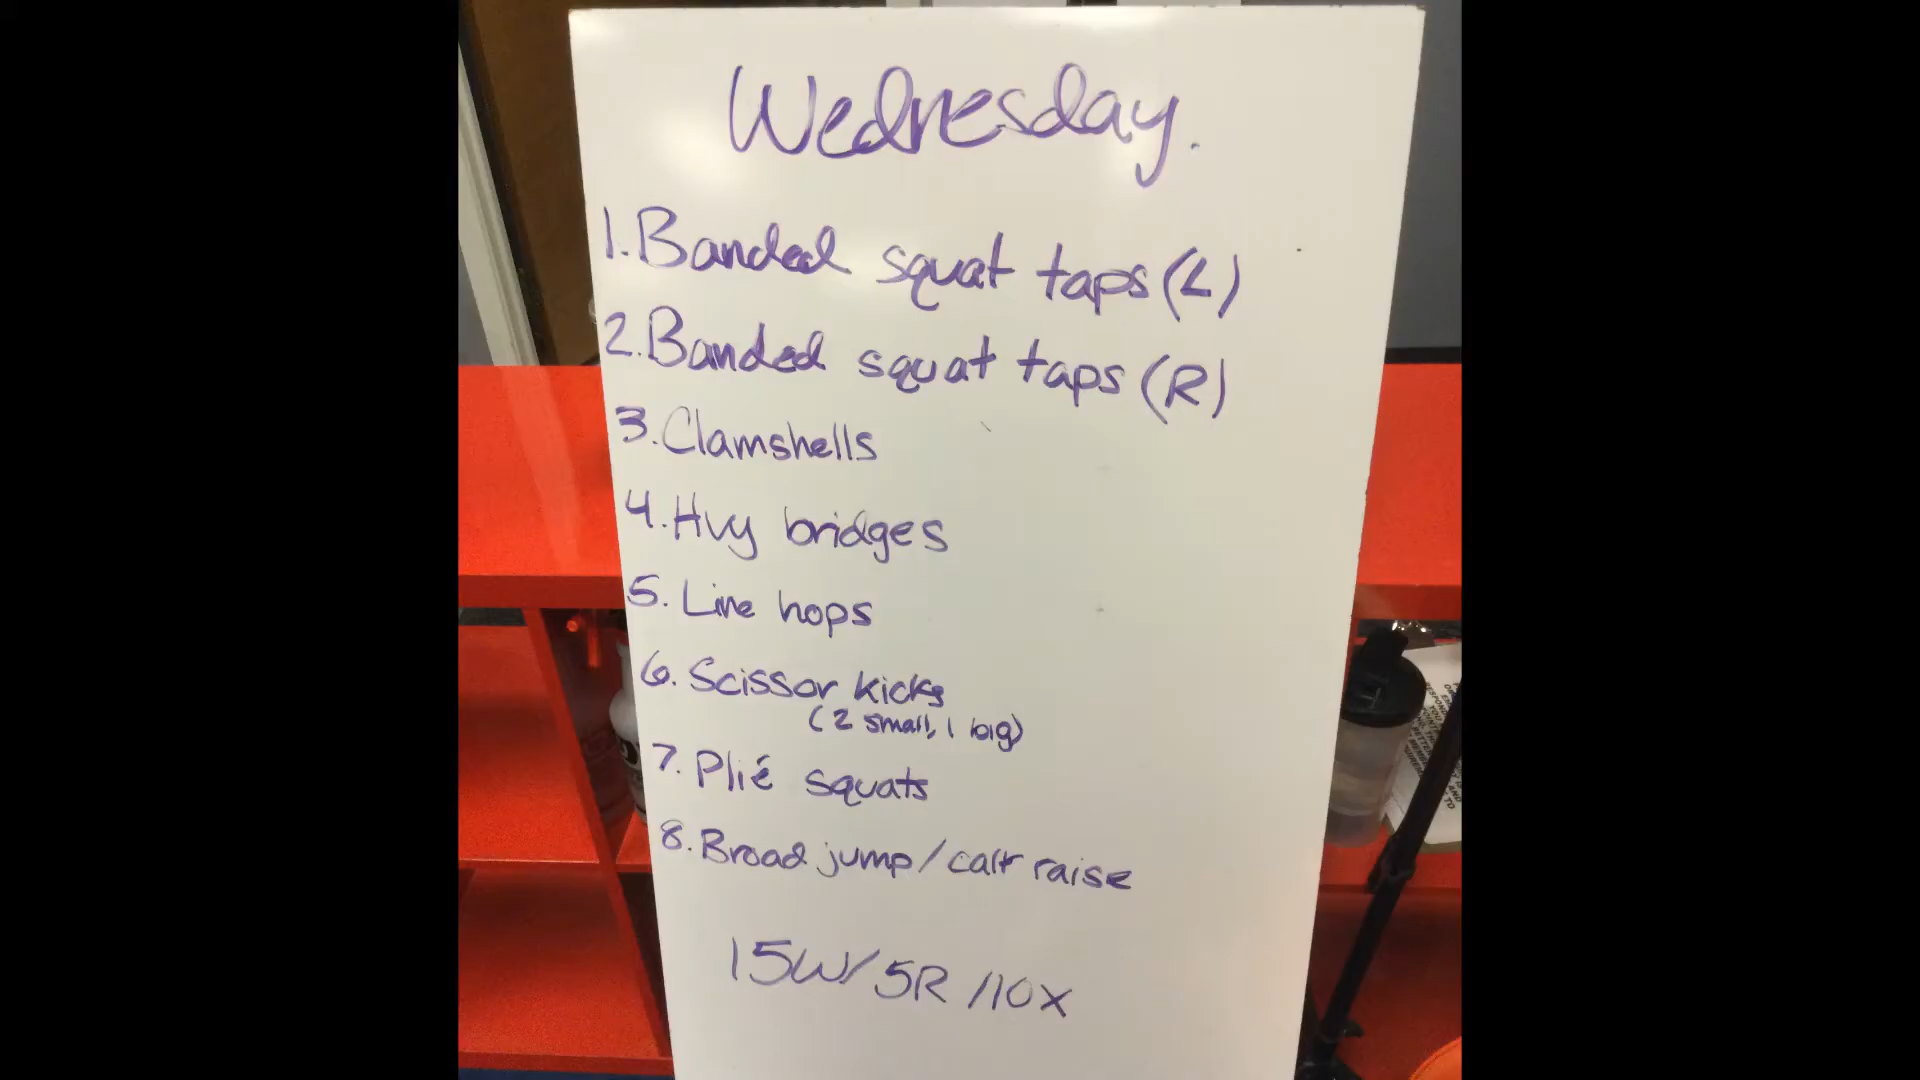 Wednesday.
1. Banded squat taps (L)
2. Banded squat taps (R)
3. Clamshells
4. Hvy bridges
5. Line hops
6. Scissor kicks
(2 small, 1 big)
7. Plié squats
8. Broad jump/calf raise
15W/5R/10x